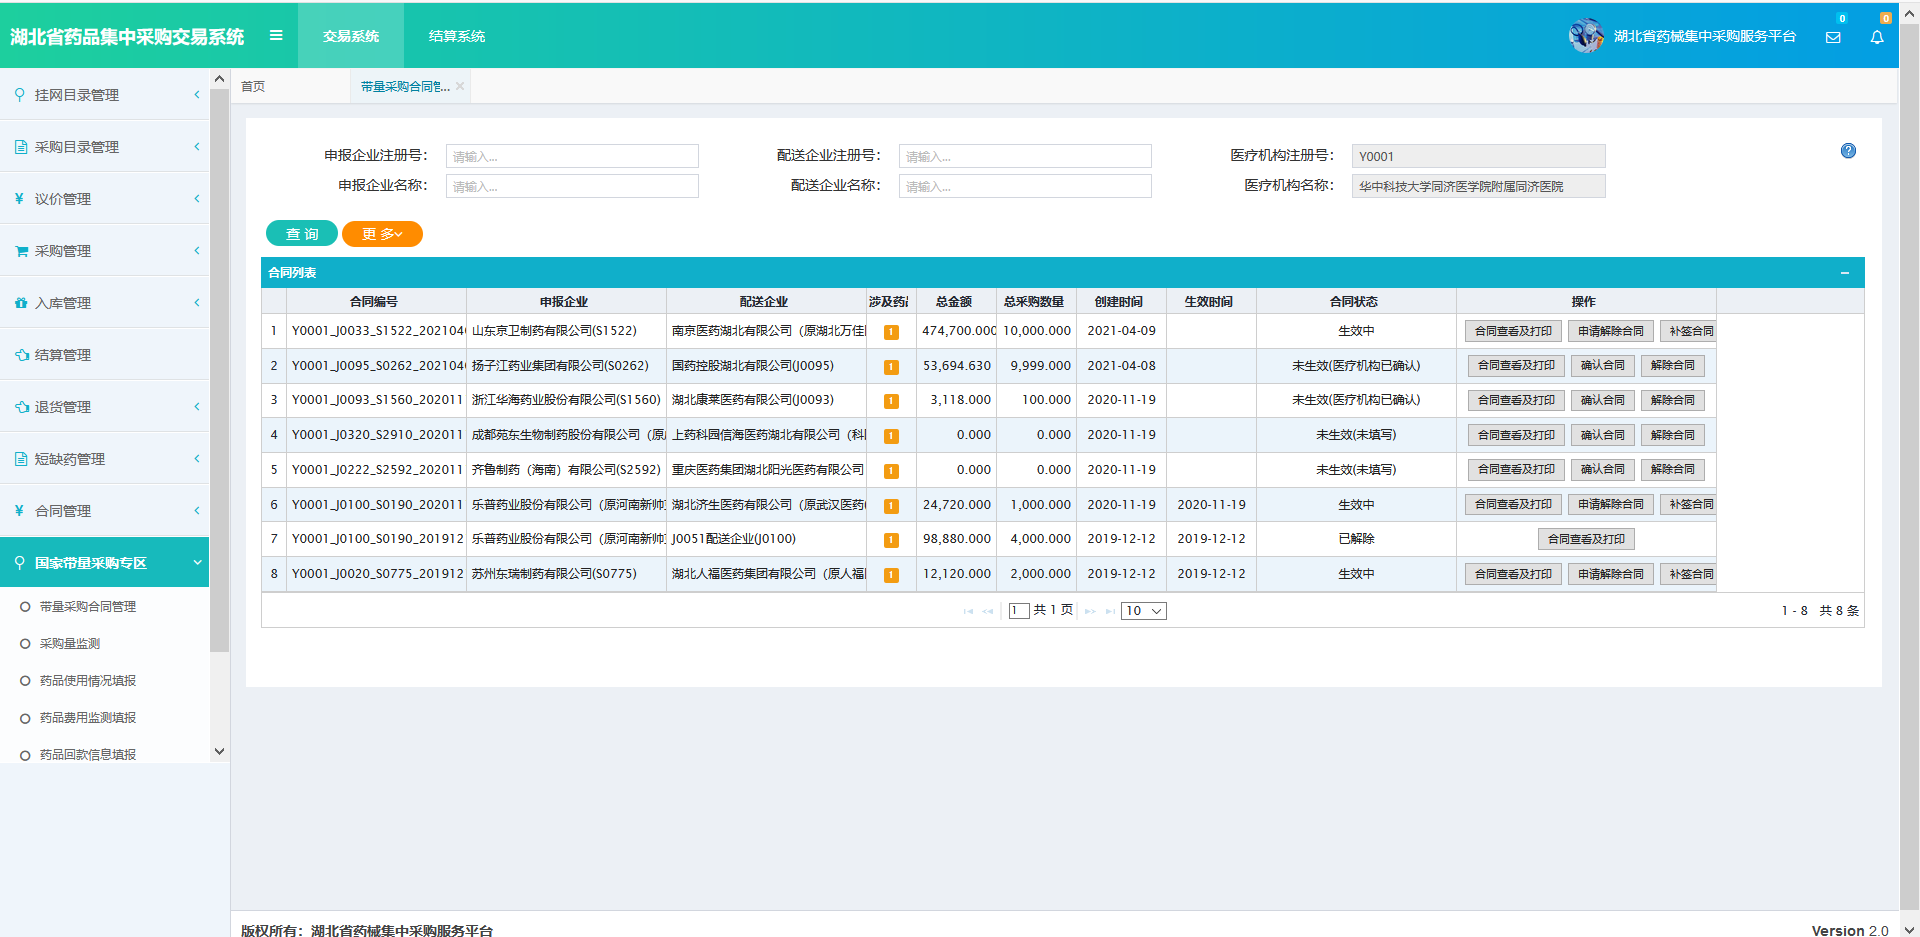 湖北省药品集中采购交易系统
交易系统
结算系统
湖北省药械集中采购服务平台
0
0
挂网目录管理
采购目录管理
议价管理
采购管理
入库管理
结算管理
退货管理
短缺药管理
合同管理
国家带量采购专区
带量采购合同管理
采购量监测
药品使用情况填报
药品费用监测填报
药品回款信息填报
首页
带量采购合同管...
申报企业注册号： 请输入... 配送企业注册号： 请输入... 医疗机构注册号： Y0001
申报企业名称： 请输入... 配送企业名称： 请输入... 医疗机构名称： 华中科技大学同济医学院附属同济医院
查 询 更 多
合同列表
合同编号 申报企业 配送企业 涉及药 总金额 总采购数量 创建时间 生效时间 合同状态 操作
1 Y0001_J0033_S1522_202104 山东京卫制药有限公司(S1522) 南京医药湖北有限公司（原湖北万佳 1 474,700.000 10,000.000 2021-04-09 生效中 合同查看及打印 申请解除合同 补签合同
2 Y0001_J0095_S0262_202104 扬子江药业集团有限公司(S0262) 国药控股湖北有限公司(J0095) 1 53,694.630 9,999.000 2021-04-08 未生效(医疗机构已确认) 合同查看及打印 确认合同 解除合同
3 Y0001_J0093_S1560_202011 浙江华海药业股份有限公司(S1560) 湖北康莱医药有限公司(J0093) 1 3,118.000 100.000 2020-11-19 未生效(医疗机构已确认) 合同查看及打印 确认合同 解除合同
4 Y0001_J0320_S2910_202011 成都苑东生物制药股份有限公司（原 上药科园信海医药湖北有限公司（科 1 0.000 0.000 2020-11-19 未生效(未填写) 合同查看及打印 确认合同 解除合同
5 Y0001_J0222_S2592_202011 齐鲁制药（海南）有限公司(S2592) 重庆医药集团湖北阳光医药有限公司 1 0.000 0.000 2020-11-19 未生效(未填写) 合同查看及打印 确认合同 解除合同
6 Y0001_J0100_S0190_202011 乐普药业股份有限公司（原河南新帅 湖北济生医药有限公司（原武汉医药 1 24,720.000 1,000.000 2020-11-19 2020-11-19 生效中 合同查看及打印 申请解除合同 补签合同
7 Y0001_J0100_S0190_201912 乐普药业股份有限公司（原河南新帅 J0051配送企业(J0100) 1 98,880.000 4,000.000 2019-12-12 2019-12-12 已解除 合同查看及打印
8 Y0001_J0020_S0775_201912 苏州东瑞制药有限公司(S0775) 湖北人福医药集团有限公司（原人福 1 12,120.000 2,000.000 2019-12-12 2019-12-12 生效中 合同查看及打印 申请解除合同 补签合同
1 共 1 页 10 1 - 8 共 8 条
版权所有：湖北省药械集中采购服务平台
Version 2.0